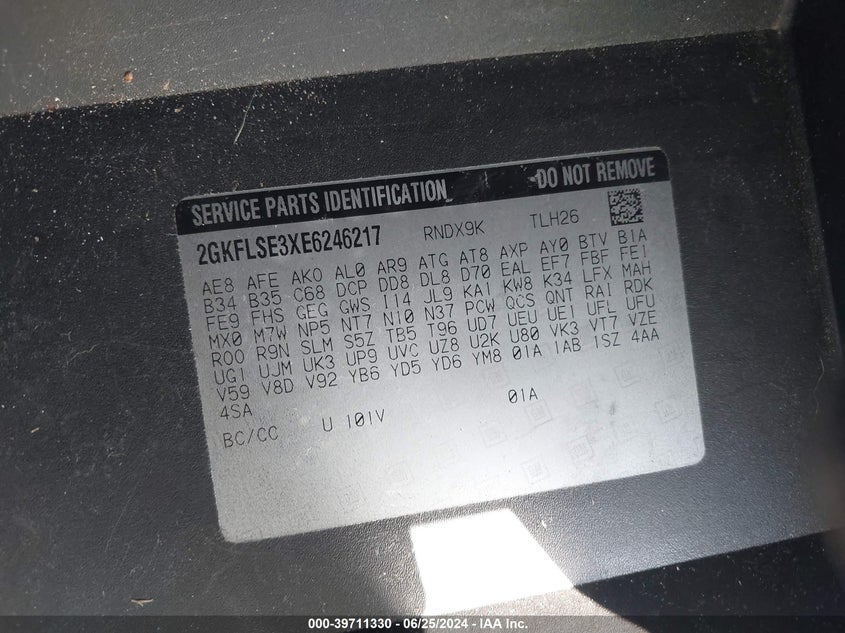 SERVICE PARTS IDENTIFICATION DO NOT REMOVE
2GKFLSE3XE6246217 RNDX9K TLH26
AE8 AFE AK0 AL0 AR9 ATG AT8 AXP AY0 BTV B1A
B34 B35 C68 DCP DD8 DL8 D70 EAL EF7 FBF FE1
FE9 FHS GEG GWS I14 JL9 KA1 KW8 K34 LFX MAH
MX0 M7W NP5 NT7 N10 N37 PCW QCS QNT RA1 RDK
R00 R9N SLM S5Z TB5 T96 UD7 UEU UE1 UFL UFU
UG1 UJM UK3 UP9 UVC UZ8 U2K U80 VK3 VT7 VZE
V59 V8D V92 YB6 YD5 YD6 YM8 01A 1AB 1SZ 4AA
4SA
BC/CC U 101V 01A
000-39711330 - 06/25/2024 - IAA Inc.